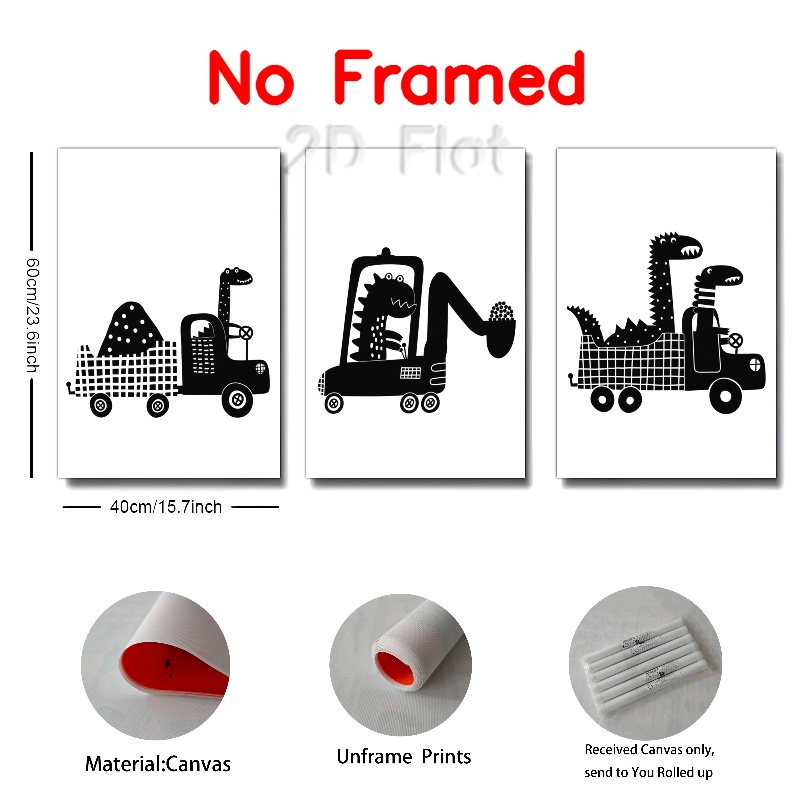 No Framed
2D Flat
60cm/23.6inch
40cm/15.7inch
Material:Canvas
Unframe Prints
Received Canvas only,
send to You Rolled up